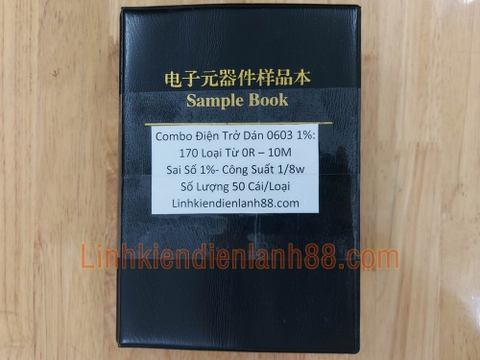 电子元器件样品本
Sample Book
Combo Điện Trở Dán 0603 1%:
170 Loại Từ 0R – 10M
Sai Số 1%- Công Suất 1/8w
Số Lượng 50 Cái/Loại
Linhkiendienlanh88.com
Linhkiendienlanh88.com